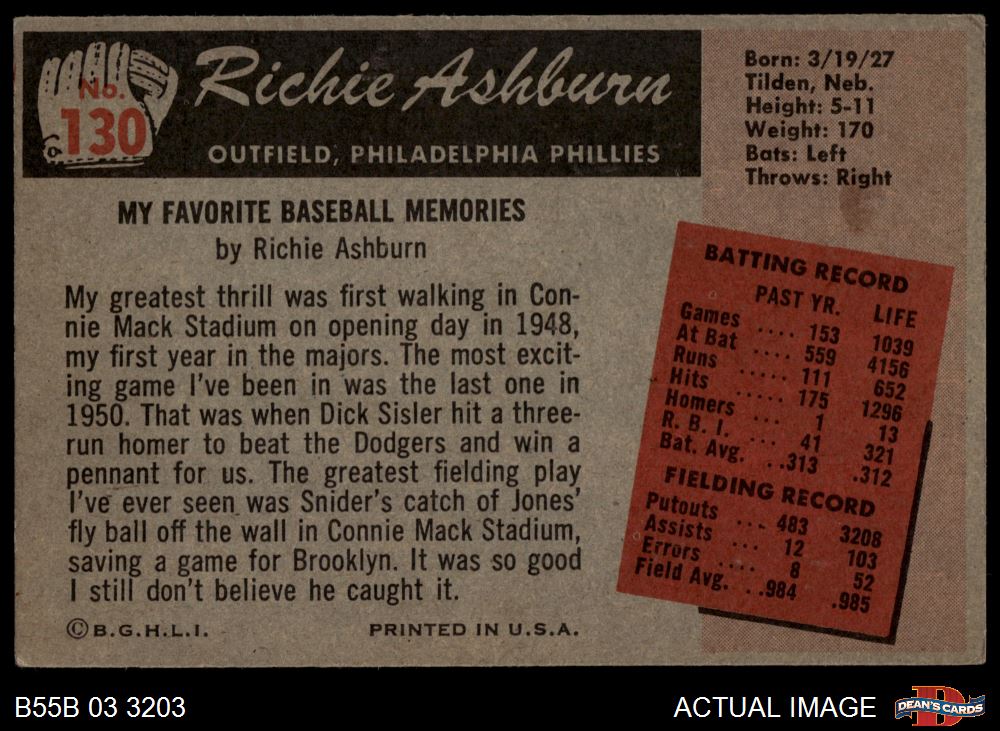 No.
130
Richie Ashburn
OUTFIELD, PHILADELPHIA PHILLIES
Born: 3/19/27
Tilden, Neb.
Height: 5-11
Weight: 170
Bats: Left
Throws: Right
MY FAVORITE BASEBALL MEMORIES
by Richie Ashburn
My greatest thrill was first walking in Con-
nie Mack Stadium on opening day in 1948,
my first year in the majors. The most excit-
ing game I've been in was the last one in
1950. That was when Dick Sisler hit a three-
run homer to beat the Dodgers and win a
pennant for us. The greatest fielding play
I've ever seen was Snider's catch of Jones'
fly ball off the wall in Connie Mack Stadium,
saving a game for Brooklyn. It was so good
I still don't believe he caught it.
©B.G.H.L.I. PRINTED IN U.S.A.
BATTING RECORD
PAST YR. LIFE
Games .... 153 1039
At Bat .... 559 4156
Runs ..... 111 652
Hits ..... 175 1296
Homers ... 1 13
R. B. I. ... 41 321
Bat. Avg. ..313 .312
FIELDING RECORD
Putouts ... 483 3208
Assists ... 12 103
Errors .... 8 52
Field Avg. ..984 .985
B55B 03 3203
ACTUAL IMAGE
DEAN'S CARDS